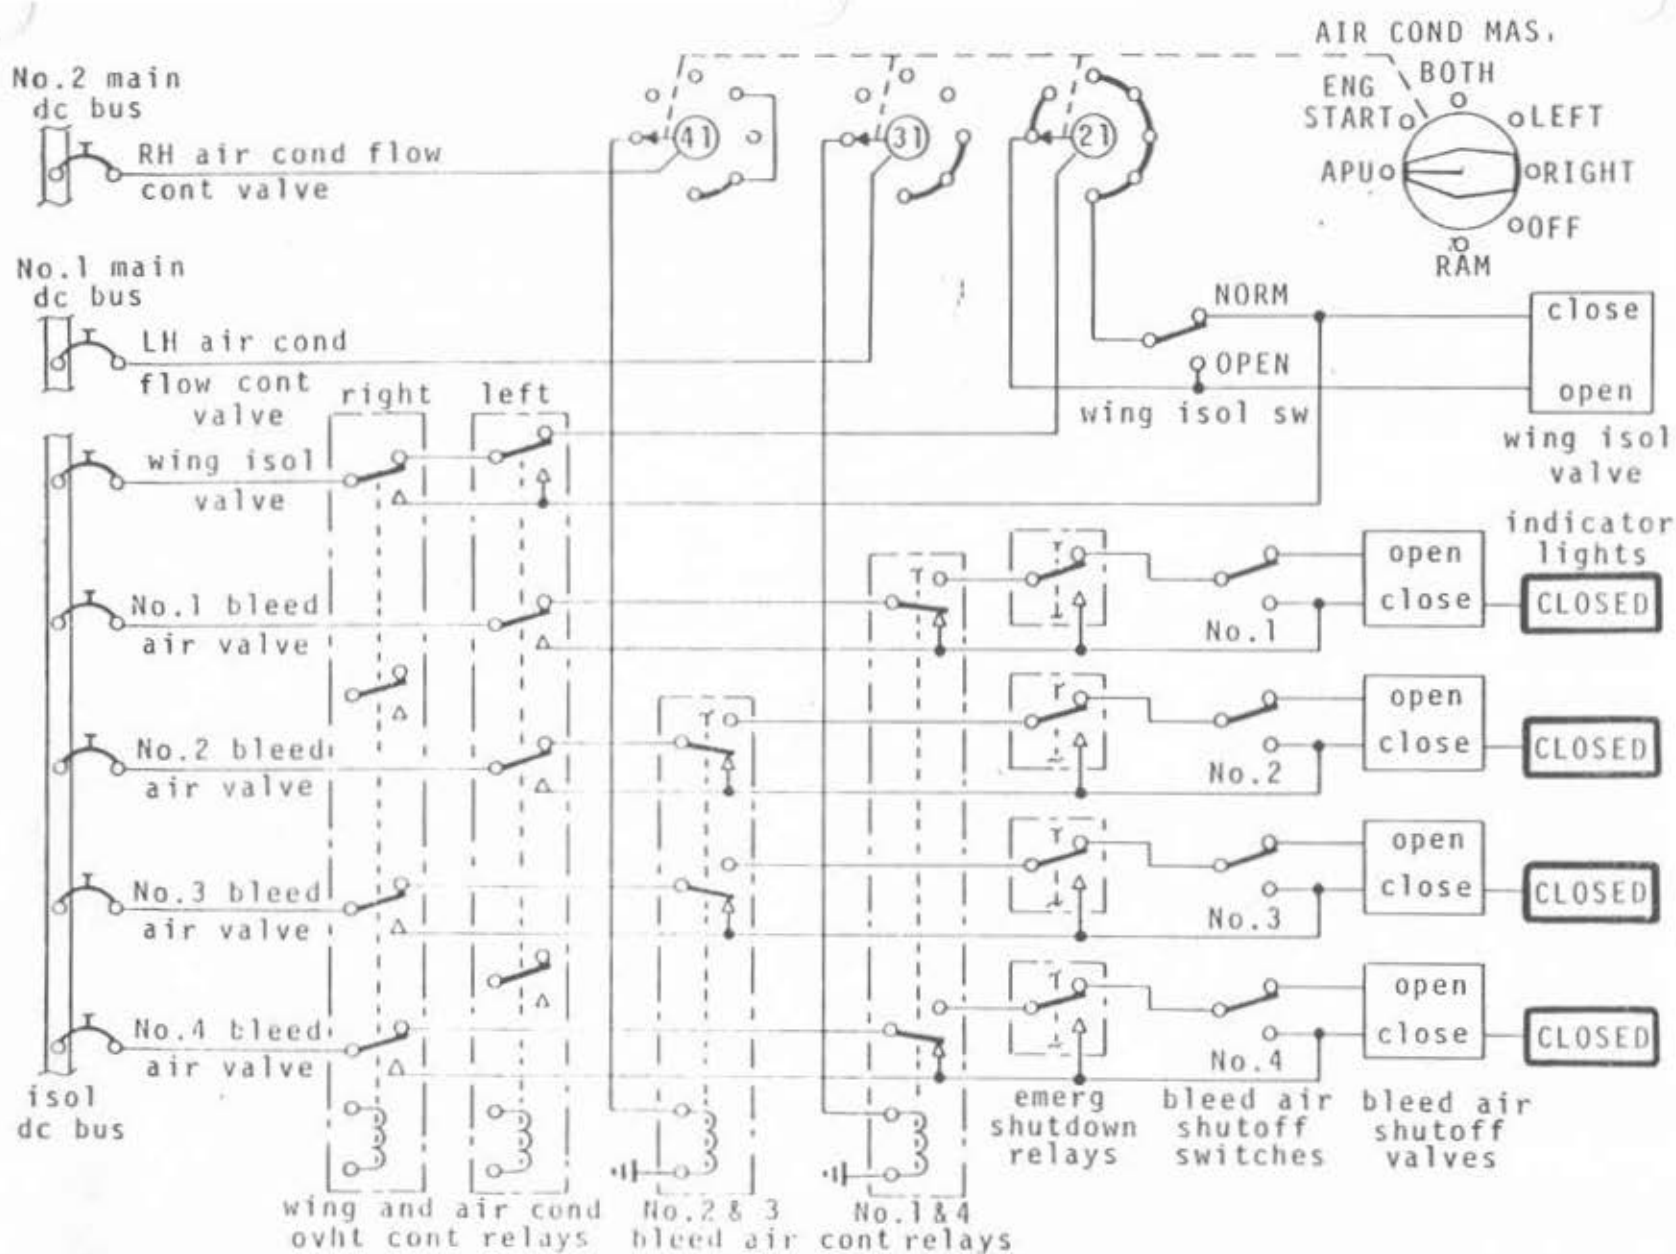 AIR COND MAS.
No.2 main
dc bus
ENG
START
BOTH
LEFT
APU
RIGHT
OFF
RAM
41
31
21
RH air cond flow
cont valve
No.1 main
dc bus
LH air cond
flow cont
valve
right
left
NORM
OPEN
wing isol sw
close
open
wing isol
valve
wing isol
valve
indicator
lights
No.1 bleed
air valve
No.1
open
close
CLOSED
No.2 bleed
air valve
No.2
open
close
CLOSED
No.3 bleed
air valve
No.3
open
close
CLOSED
No.4 bleed
air valve
No.4
open
close
CLOSED
isol
dc bus
emerg
shutdown
relays
bleed air
shutoff
switches
bleed air
shutoff
valves
wing and air cond
ovht cont relays
No.2 & 3
No.1 & 4
bleed air cont relays